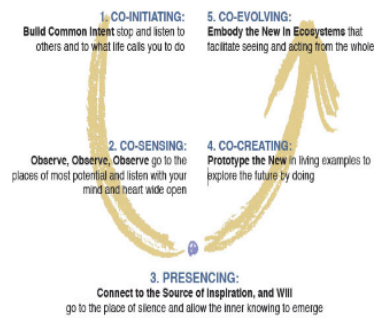 1. CO-INITIATING:
Build Common Intent stop and listen to
others and to what life calls you to do
2. CO-SENSING:
Observe, Observe, Observe go to the
places of most potential and listen with your
mind and heart wide open
3. PRESENCING:
Connect to the Source of Inspiration, and Will
go to the place of silence and allow the inner knowing to emerge
4. CO-CREATING:
Prototype the New in living examples to
explore the future by doing
5. CO-EVOLVING:
Embody the New in Ecosystems that
facilitate seeing and acting from the whole